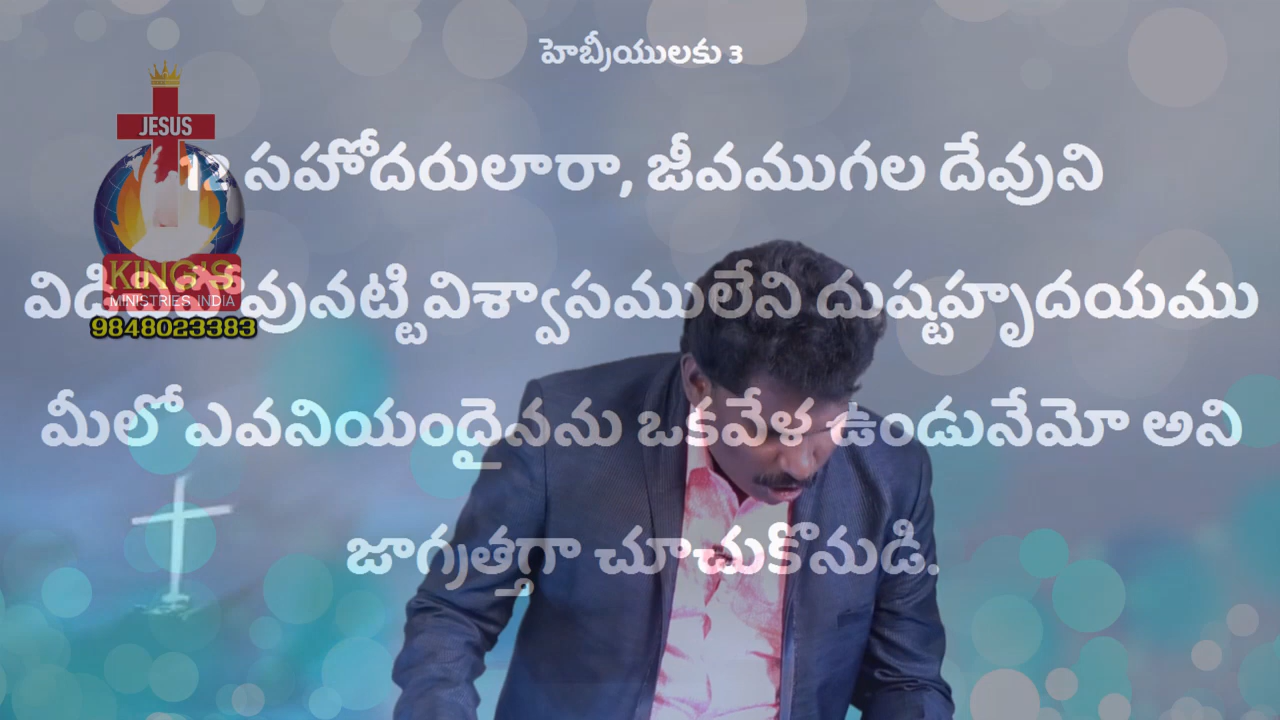 హెబ్రీయులకు 3
JESUS
12 సహోదరులారా, జీవముగల దేవుని
విడిచిపోవునట్టి విశ్వాసములేని దుష్టహృదయము
KING'S
MINISTRIES INDIA
9848023383
మీలో ఎవనియందైనను ఒకవేళ ఉండునేమో అని
జాగ్రత్తగా చూచుకొనుడి.